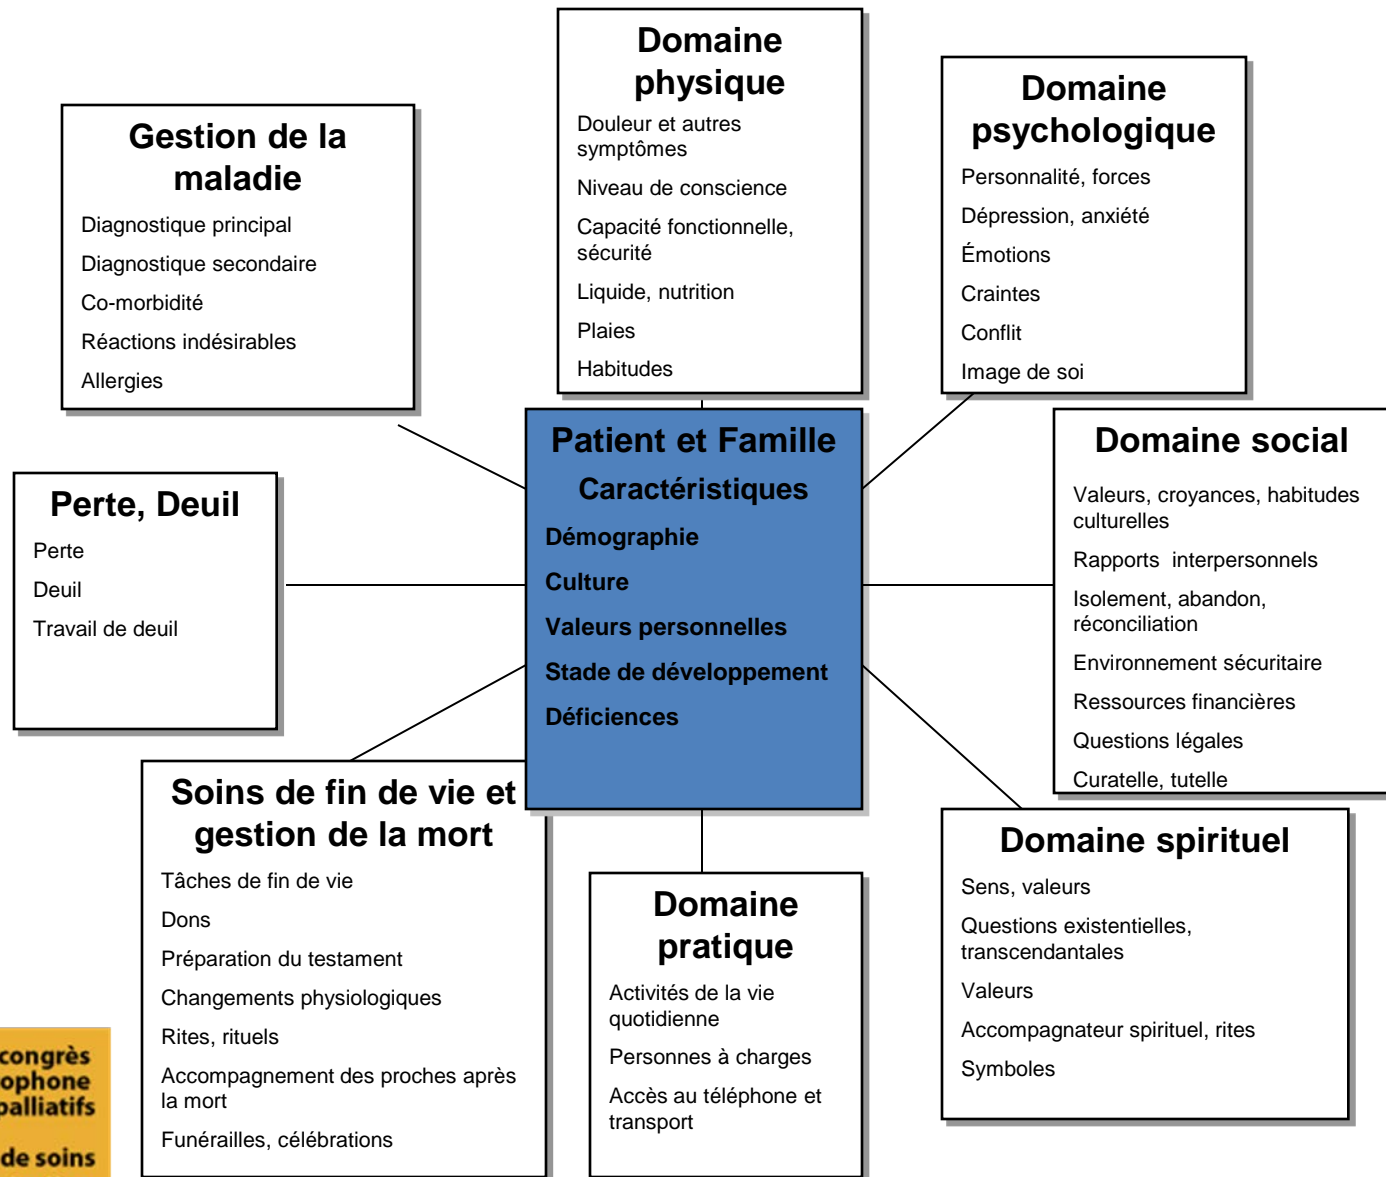 Domaine
physique
Douleur et autres
symptômes
Niveau de conscience
Capacité fonctionnelle,
sécurité
Liquide, nutrition
Plaies
Habitudes
Domaine
psychologique
Personnalité, forces
Dépression, anxiété
Émotions
Craintes
Conflit
Image de soi
Gestion de la
maladie
Diagnostique principal
Diagnostique secondaire
Co-morbidité
Réactions indésirables
Allergies
Patient et Famille
Caractéristiques
Démographie
Culture
Valeurs personnelles
Stade de développement
Déficiences
Domaine social
Valeurs, croyances, habitudes
culturelles
Rapports  interpersonnels
Isolement, abandon,
réconciliation
Environnement sécuritaire
Ressources financières
Questions légales
Curatelle, tutelle
Perte, Deuil
Perte
Deuil
Travail de deuil
Soins de fin de vie et
gestion de la mort
Tâches de fin de vie
Dons
Préparation du testament
Changements physiologiques
Rites, rituels
Accompagnement des proches après
la mort
Funérailles, célébrations
Domaine
pratique
Activités de la vie
quotidienne
Personnes à charges
Accès au téléphone et
transport
Domaine spirituel
Sens, valeurs
Questions existentielles,
transcendantales
Valeurs
Accompagnateur spirituel, rites
Symboles
congrès
ophone
palliatifs
de soins